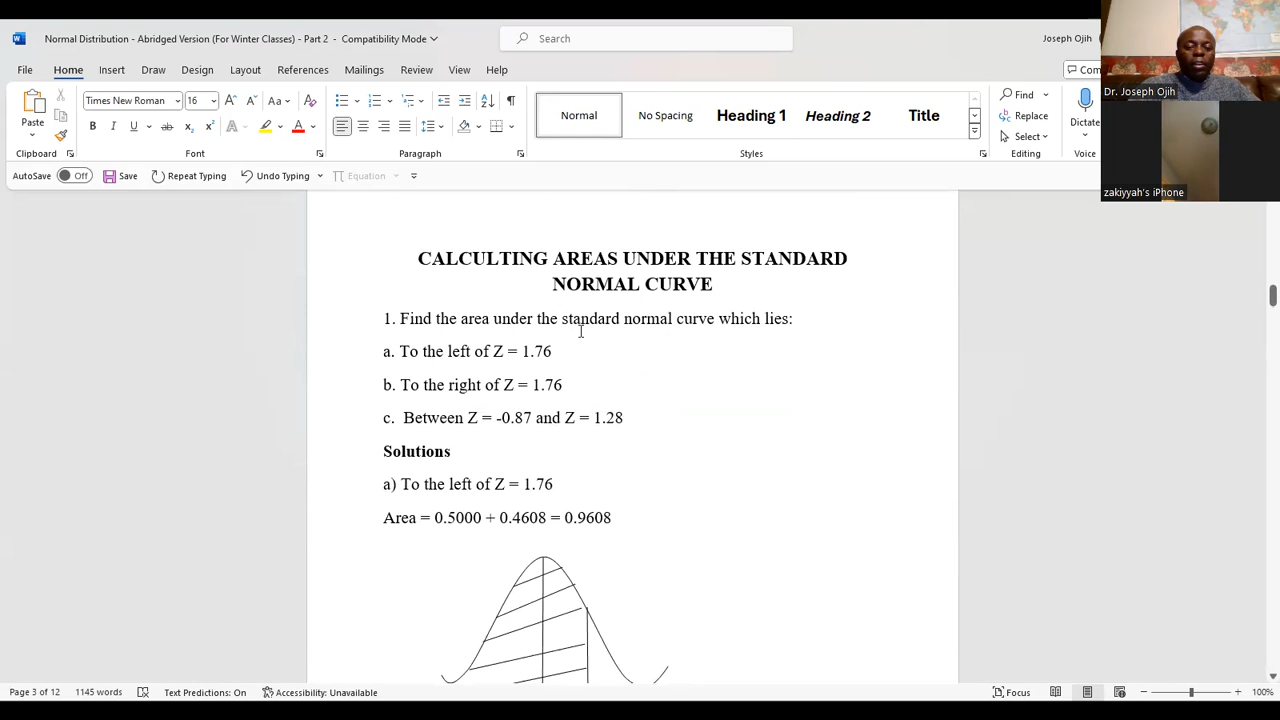 Normal Distribution - Abridged Version (For Winter Classes) - Part 2 - Compatibility Mode
Search
Joseph Ojih
File Home Insert Draw Design Layout References Mailings Review View Help
Com
Times New Roman 16
Aa
Paste
B I U ab x₂ x² A A
Normal
No Spacing
Heading 1
Heading 2
Title
Find
Replace
Select
Dictate
Clipboard Font Paragraph Styles Editing Voice
AutoSave Off Save Repeat Typing Undo Typing Equation
Dr. Joseph Ojih
zakiyyah's iPhone
CALCULTING AREAS UNDER THE STANDARD
NORMAL CURVE
1. Find the area under the standard normal curve which lies:
a. To the left of Z = 1.76
b. To the right of Z = 1.76
c. Between Z = -0.87 and Z = 1.28
Solutions
a) To the left of Z = 1.76
Area = 0.5000 + 0.4608 = 0.9608
Page 3 of 12 1145 words Text Predictions: On Accessibility: Unavailable Focus 100%